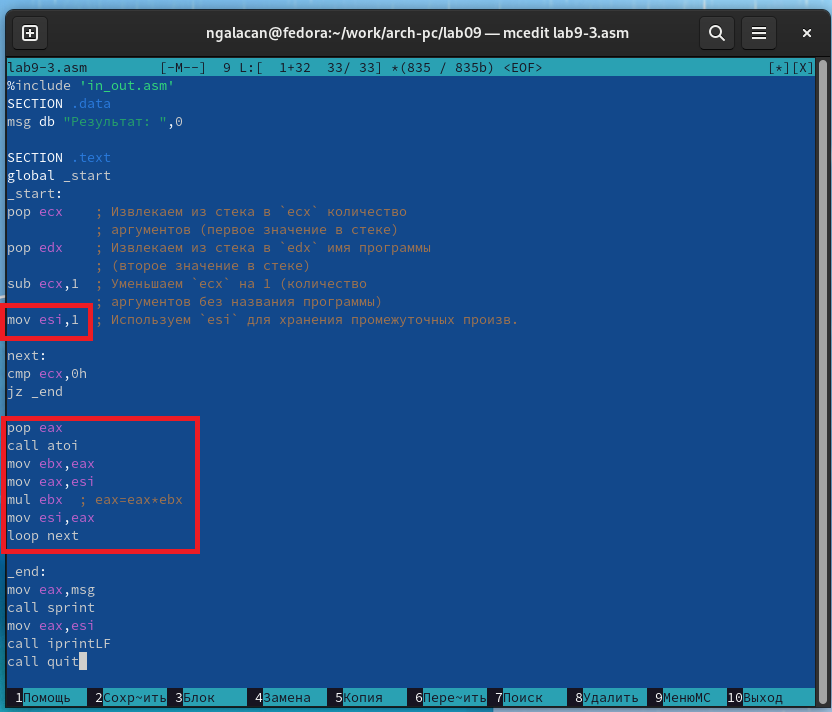 ngalacan@fedora:~/work/arch-pc/lab09 — mcedit lab9-3.asm
lab9-3.asm         [-M--]  9 L:[  1+32  33/ 33] *(835 / 835b) <EOF>                            [*][X]
%include 'in_out.asm'
SECTION .data
msg db "Результат: ",0
SECTION .text
global _start
_start:
pop ecx    ; Извлекаем из стека в `ecx` количество
           ; аргументов (первое значение в стеке)
pop edx    ; Извлекаем из стека в `edx` имя программы
           ; (второе значение в стеке)
sub ecx,1  ; Уменьшаем `ecx` на 1 (количество
           ; аргументов без названия программы)
mov esi,1  ; Используем `esi` для хранения промежуточных произв.
next:
cmp ecx,0h
jz _end
pop eax
call atoi
mov ebx,eax
mov eax,esi
mul ebx  ; eax=eax*ebx
mov esi,eax
loop next
_end:
mov eax,msg
call sprint
mov eax,esi
call iprintLF
call quit
1Помощь  2Сохр~ить 3Блок  4Замена  5Копия  6Пере~ить 7Поиск  8Удалить  9МенюМС  10Выход